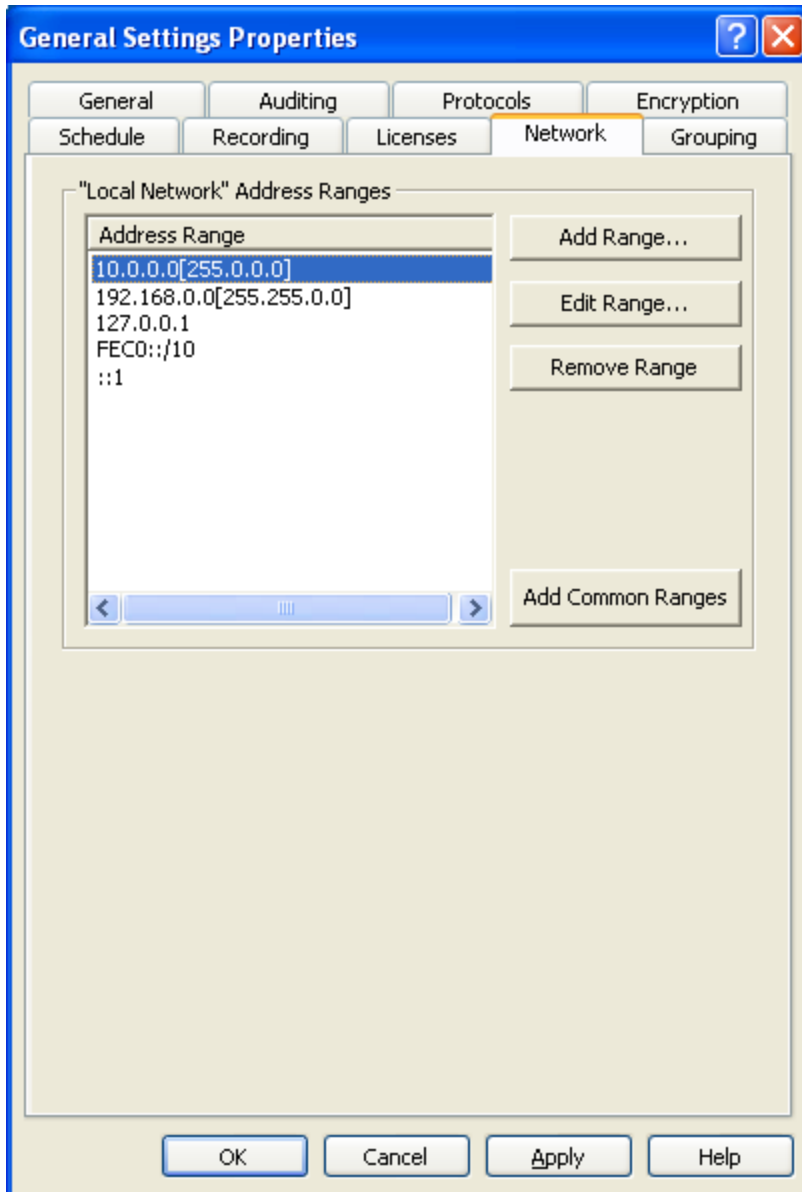 General Settings Properties
General Auditing Protocols Encryption
Schedule Recording Licenses Network Grouping
"Local Network" Address Ranges
Address Range
10.0.0.0[255.0.0.0]
192.168.0.0[255.255.0.0]
127.0.0.1
FEC0::/10
::1
Add Range...
Edit Range...
Remove Range
Add Common Ranges
OK Cancel Apply Help